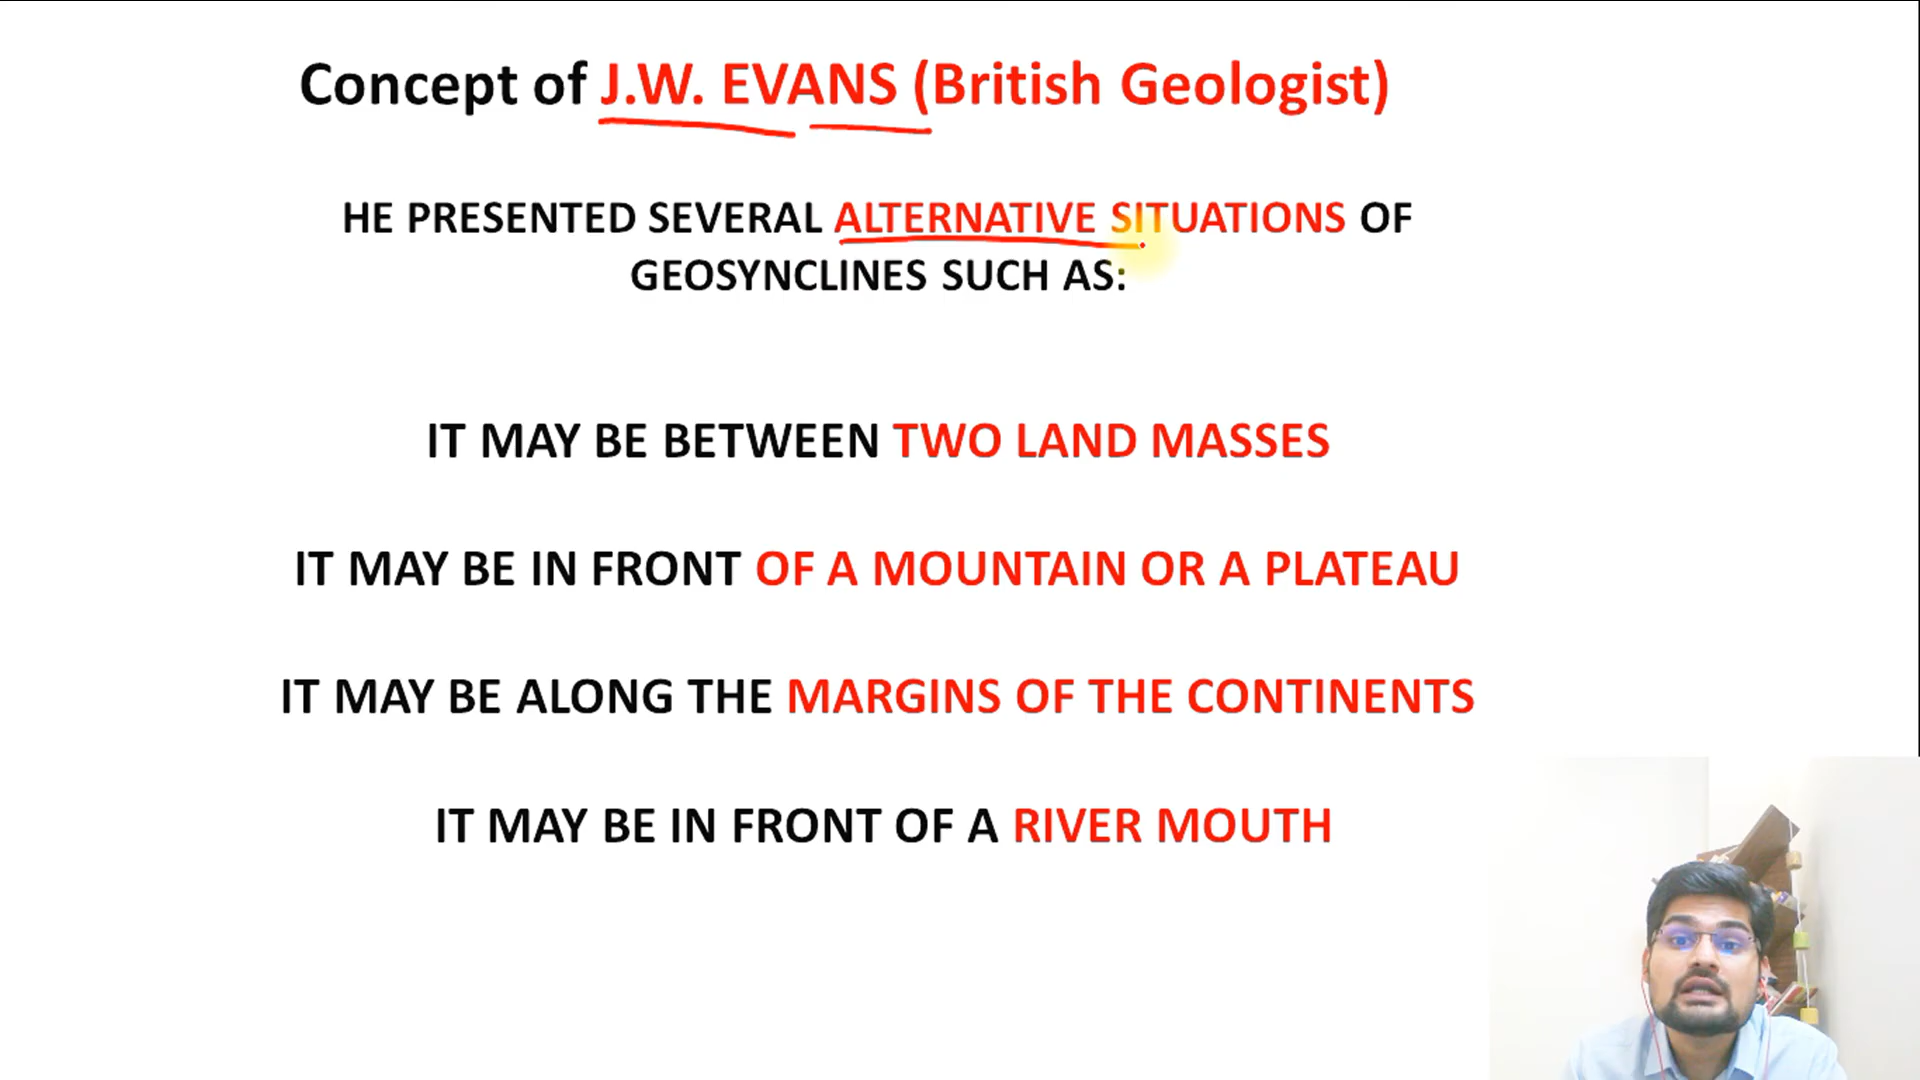 Concept of J.W. EVANS (British Geologist)
HE PRESENTED SEVERAL ALTERNATIVE SITUATIONS OF
GEOSYNCLINES SUCH AS:
IT MAY BE BETWEEN TWO LAND MASSES
IT MAY BE IN FRONT OF A MOUNTAIN OR A PLATEAU
IT MAY BE ALONG THE MARGINS OF THE CONTINENTS
IT MAY BE IN FRONT OF A RIVER MOUTH